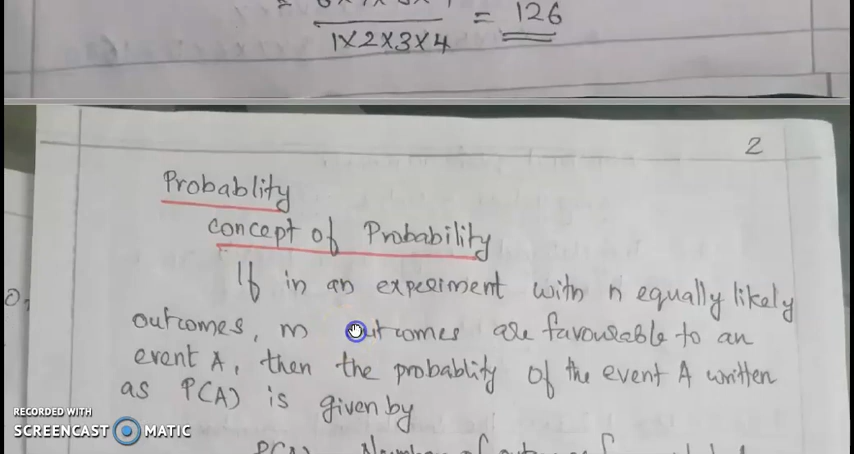 = 126
1×2×3×4
2
Probablity
concept of Probability
If in an experiment with n equally likely
outcomes, m outcomes are favourable to an
event A, then the probablity of the event A written
as P(A) is given by
RECORDED WITH
SCREENCAST MATIC